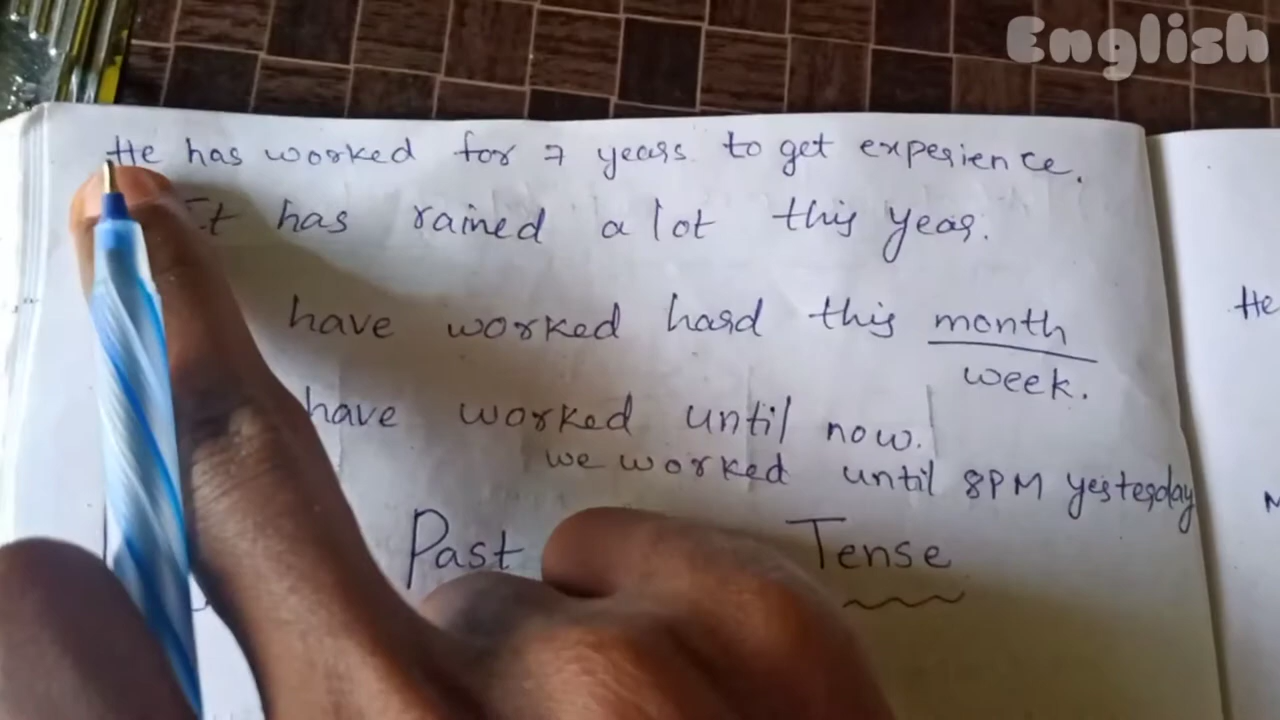 English
He has worked for 7 years to get experience.
It has rained a lot this year.
have worked hard this month
week.
have worked until now.
we worked until 8PM yesterday
Past Tense
He